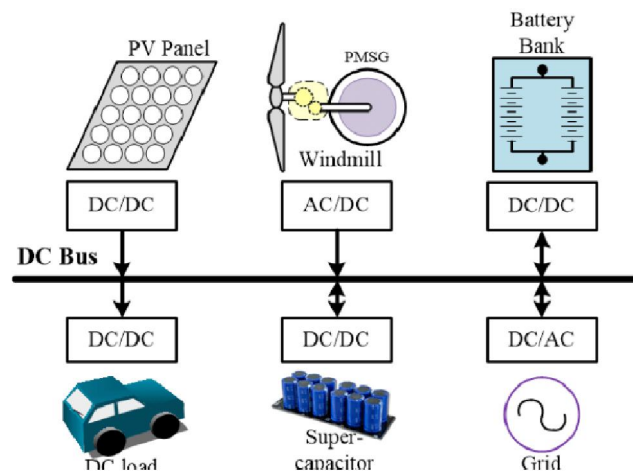 PV Panel
PMSG
Windmill
Battery
Bank
DC/DC
AC/DC
DC/DC
DC Bus
DC/DC
DC/DC
DC/AC
DC load
Super-
capacitor
Grid